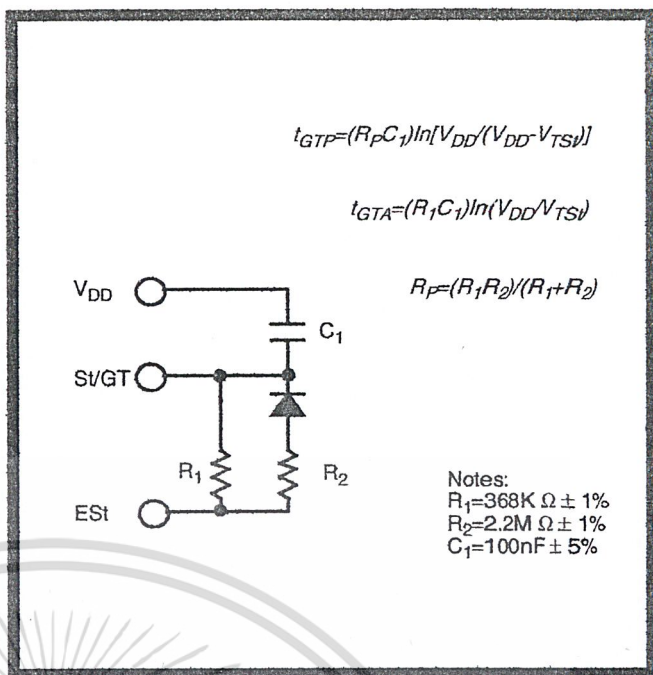 tGTP=(RPC1)ln[VDD/(VDD-VTSt)]
tGTA=(R1C1)ln(VDD/VTSt)
RP=(R1R2)/(R1+R2)
VDD
C1
St/GT
R1
R2
ESt
Notes:
R1=368K Ω ± 1%
R2=2.2M Ω ± 1%
C1=100nF ± 5%